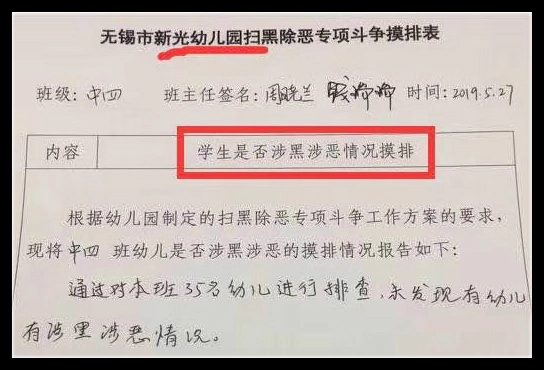 无锡市新光幼儿园扫黑除恶专项斗争摸排表
班级: 中四 班主任签名: 周晓兰 时间: 2019.5.27
内容 学生是否涉黑涉恶情况摸排
根据幼儿园制定的扫黑除恶专项斗争工作方案的要求，
现将 中四 班幼儿是否涉黑涉恶的摸排情况报告如下：
通过对本班35名幼儿进行排查，未发现有幼儿
有涉黑涉恶情况。